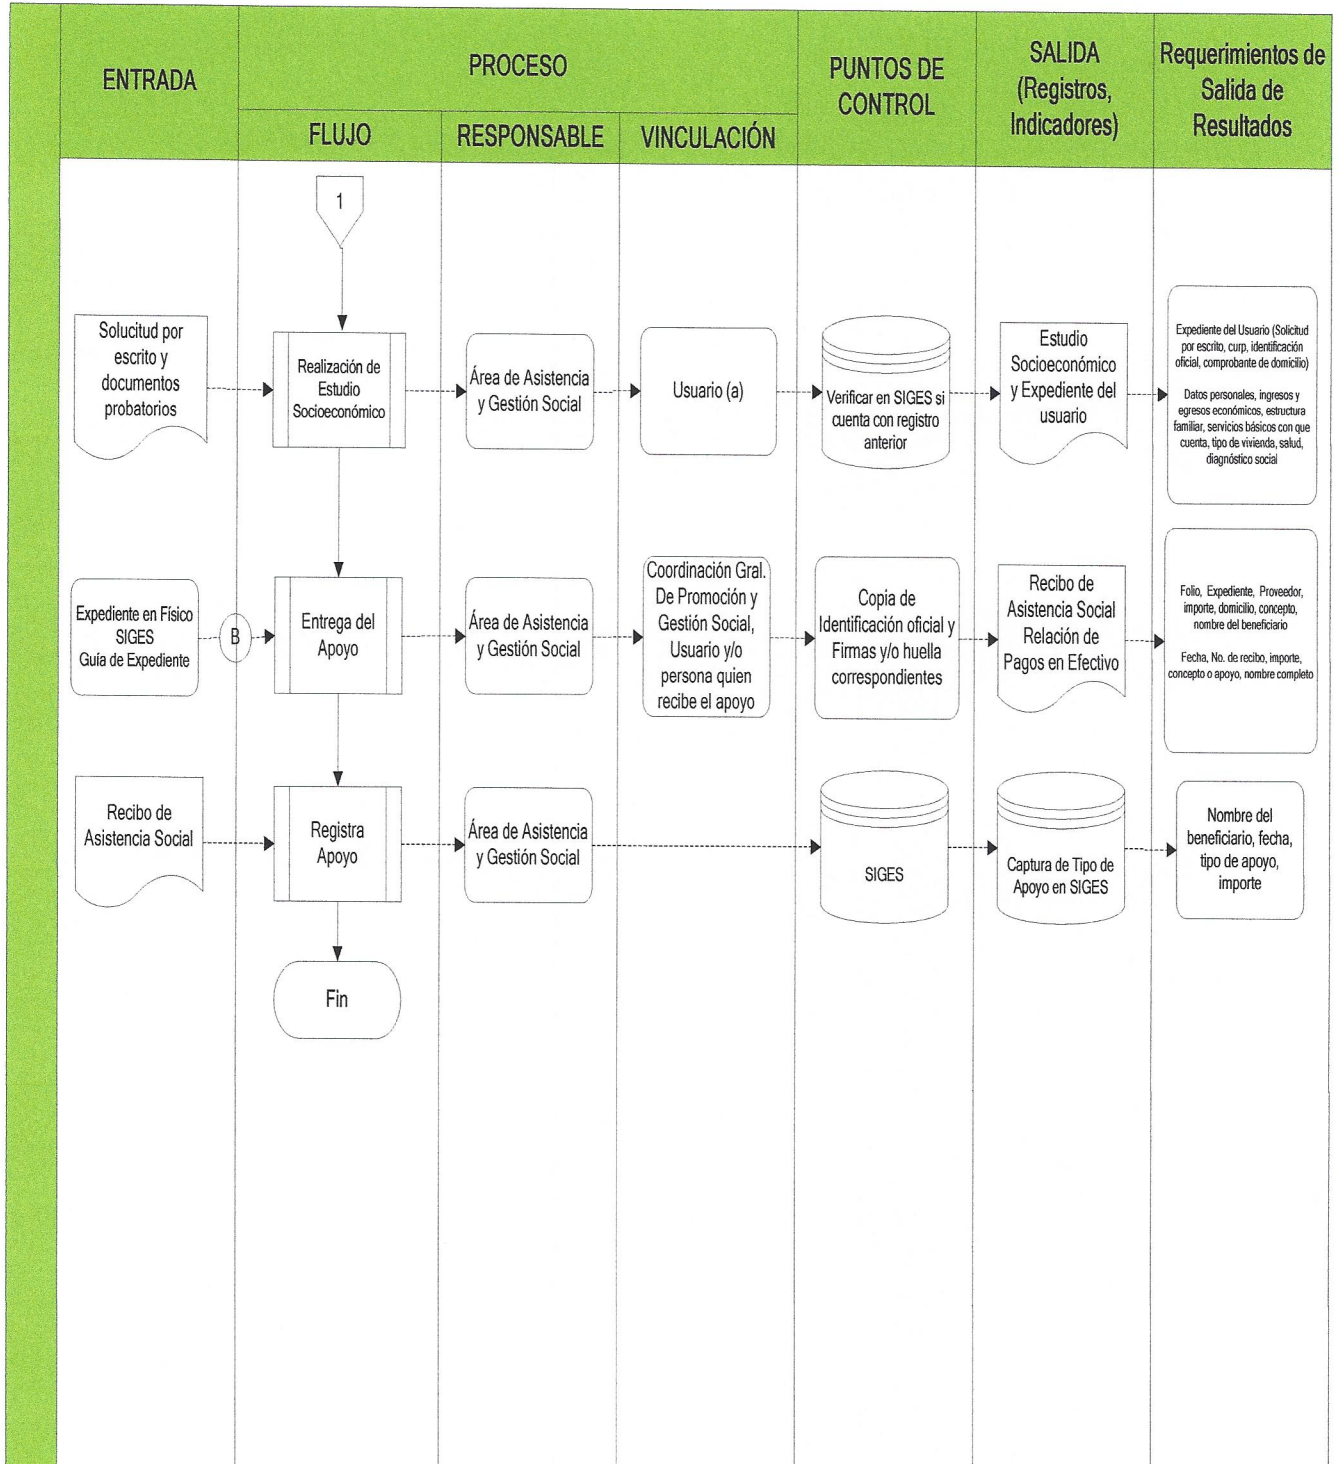 ENTRADA
PROCESO
FLUJO
RESPONSABLE
VINCULACIÓN
PUNTOS DE
CONTROL
SALIDA
(Registros,
Indicadores)
Requerimientos de
Salida de
Resultados
1
Solucitud por
escrito y
documentos
probatorios
Realización de
Estudio
Socioeconómico
Área de Asistencia
y Gestión Social
Usuario (a)
Verificar en SIGES si
cuenta con registro
anterior
Estudio
Socioeconómico
y Expediente del
usuario
Expediente del Usuario (Solicitud
por escrito, curp, identificación
oficial, comprobante de domicilio)
Datos personales, ingresos y
egresos económicos, estructura
familiar, servicios básicos con que
cuenta, tipo de vivienda, salud,
diagnóstico social
Expediente en Físico
SIGES
Guía de Expediente
B
Entrega del
Apoyo
Área de Asistencia
y Gestión Social
Coordinación Gral.
De Promoción y
Gestión Social,
Usuario y/o
persona quien
recibe el apoyo
Copia de
Identificación oficial y
Firmas y/o huella
correspondientes
Recibo de
Asistencia Social
Relación de
Pagos en Efectivo
Folio, Expediente, Proveedor,
importe, domicilio, concepto,
nombre del beneficiario
Fecha, No. de recibo, importe,
concepto o apoyo, nombre completo
Recibo de
Asistencia Social
Registra
Apoyo
Área de Asistencia
y Gestión Social
SIGES
Captura de Tipo de
Apoyo en SIGES
Nombre del
beneficiario, fecha,
tipo de apoyo,
importe
Fin